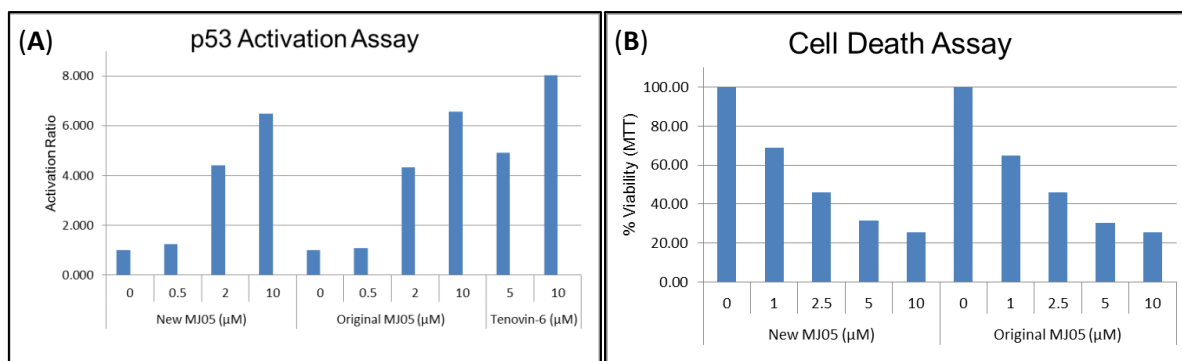 (A)
p53 Activation Assay
Activation Ratio
8.000
6.000
4.000
2.000
0.000
0 0.5 2 10 0 0.5 2 10 5 10
New MJ05 (µM) Original MJ05 (µM) Tenovin-6 (µM)
(B)
Cell Death Assay
% Viability (MTT)
100.00
80.00
60.00
40.00
20.00
0.00
0 1 2.5 5 10 0 1 2.5 5 10
New MJ05 (µM) Original MJ05 (µM)